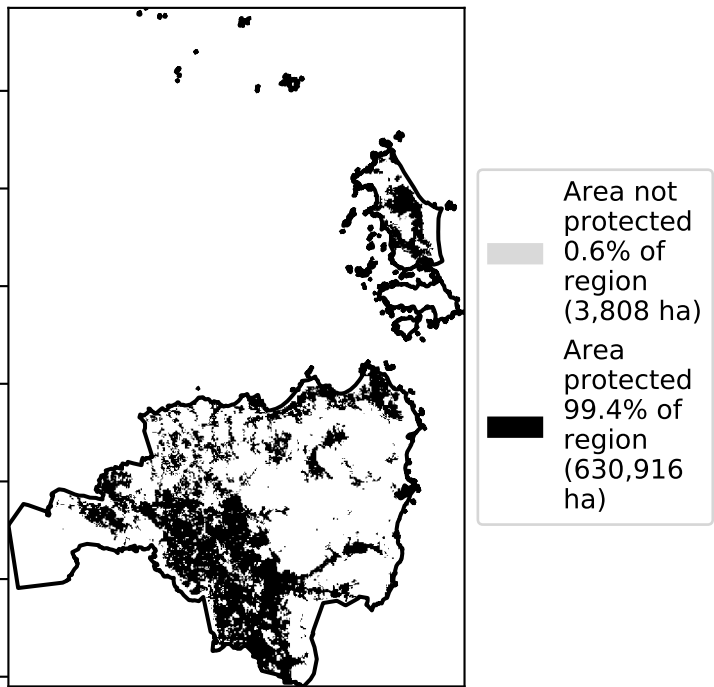 Area not
protected
0.6% of
region
(3,808 ha)
Area
protected
99.4% of
region
(630,916
ha)